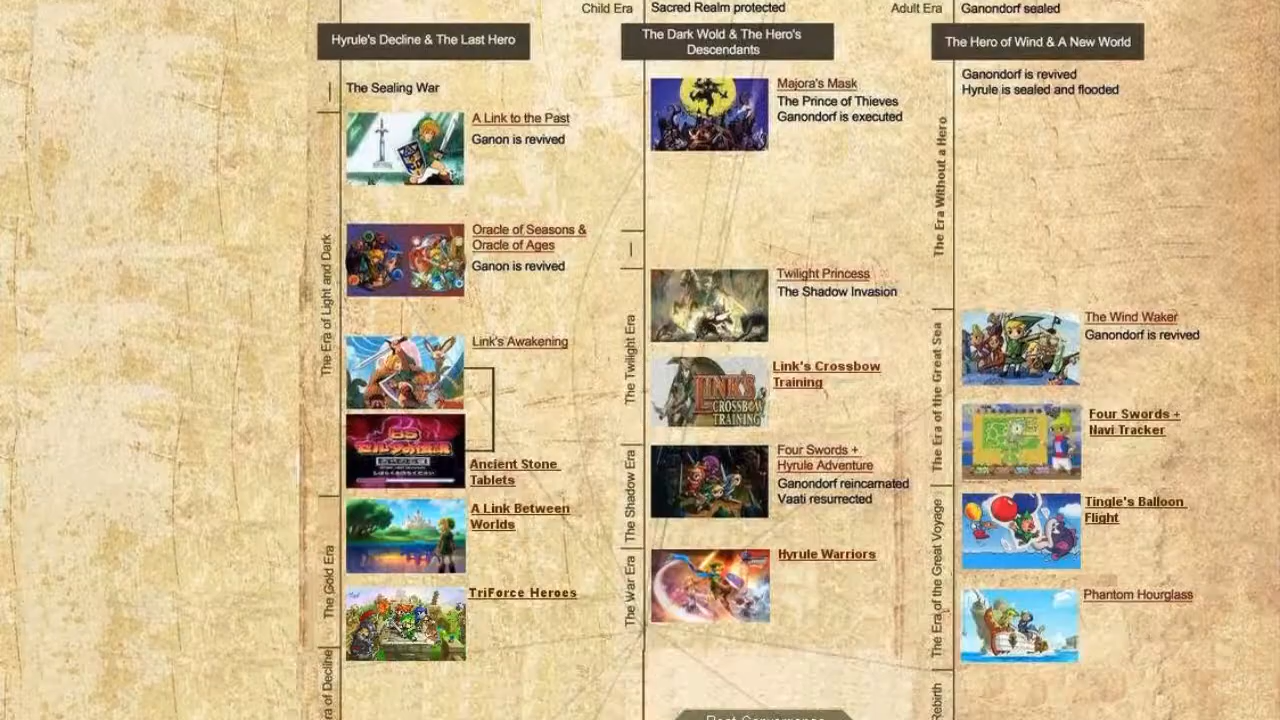 Child Era
Sacred Realm protected
Adult Era
Ganondorf sealed
Hyrule's Decline & The Last Hero
The Dark Wold & The Hero's
Descendants
The Hero of Wind & A New World
The Sealing War
A Link to the Past
Ganon is revived
Oracle of Seasons &
Oracle of Ages
Ganon is revived
The Era of Light and Dark
Link's Awakening
Ancient Stone
Tablets
A Link Between
Worlds
The Gold Era
TriForce Heroes
ra of Decline
Majora's Mask
The Prince of Thieves
Ganondorf is executed
Twilight Princess
The Shadow Invasion
The Twilight Era
LINK'S
CROSSBOW
TRAINING
Link's Crossbow
Training
Four Swords +
Hyrule Adventure
Ganondorf reincarnated
Vaati resurrected
The Shadow Era
Hyrule Warriors
The War Era
Ganondorf is revived
Hyrule is sealed and flooded
The Era Without a Hero
The Wind Waker
Ganondorf is revived
The Era of the Great Sea
Four Swords +
Navi Tracker
Tingle's Balloon
Flight
The Era of the Great Voyage
Phantom Hourglass
Rebirth